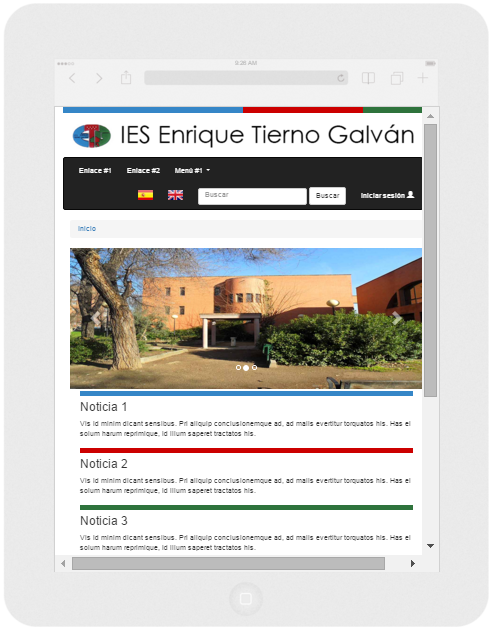 9:26 AM
IES Enrique Tierno Galván
Enlace #1 Enlace #2 Menú #1
Buscar Buscar Iniciar sesión
Inicio
Noticia 1
Vis id minim dicant sensibus. Pri aliquip conclusionemque ad, ad malis evertitur torquatos his. Has ei
solum harum reprimique, id illum saperet tractatos his.
Noticia 2
Vis id minim dicant sensibus. Pri aliquip conclusionemque ad, ad malis evertitur torquatos his. Has ei
solum harum reprimique, id illum saperet tractatos his.
Noticia 3
Vis id minim dicant sensibus. Pri aliquip conclusionemque ad, ad malis evertitur torquatos his. Has ei
solum harum reprimique, id illum saperet tractatos his.